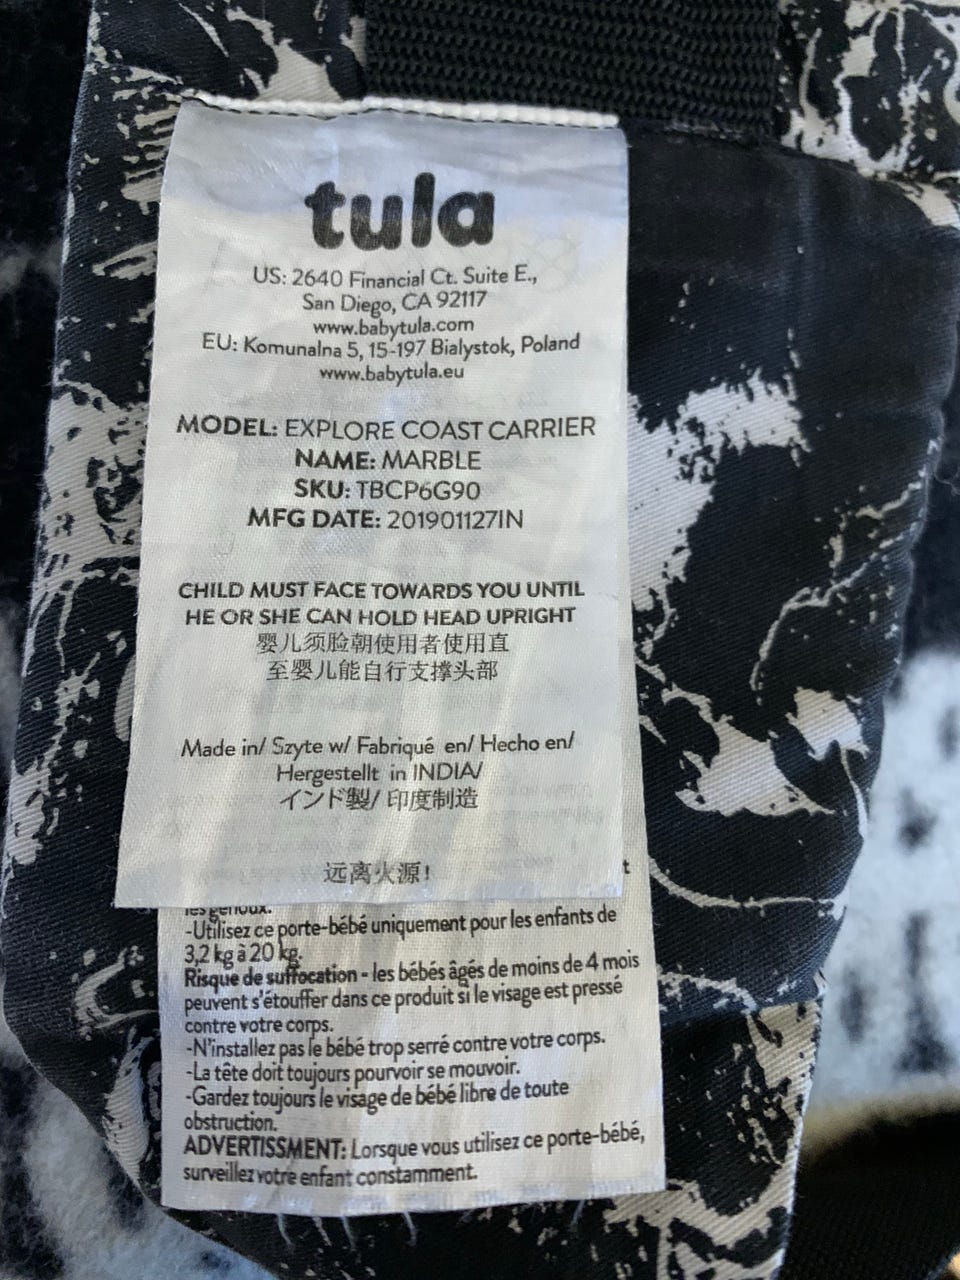 tula
US: 2640 Financial Ct. Suite E.,
San Diego, CA 92117
www.babytula.com
EU: Komunalna 5, 15-197 Bialystok, Poland
www.babytula.eu
MODEL: EXPLORE COAST CARRIER
NAME: MARBLE
SKU: TBCP6G90
MFG DATE: 201901127IN
CHILD MUST FACE TOWARDS YOU UNTIL
HE OR SHE CAN HOLD HEAD UPRIGHT
婴儿须脸朝使用者使用直
至婴儿能自行支撑头部
Made in/ Szyte w/ Fabriqué en/ Hecho en/
Hergestellt in INDIA/
インド製/ 印度制造
远离火源!
t
les genoux.
-Utilisez ce porte-bébé uniquement pour les enfants de
3,2 kg à 20 kg.
Risque de suffocation - les bébés âgés de moins de 4 mois
peuvent s'étouffer dans ce produit si le visage est pressé
contre votre corps.
-N'installez pas le bébé trop serré contre votre corps.
-La tête doit toujours pourvoir se mouvoir.
-Gardez toujours le visage de bébé libre de toute
obstruction.
ADVERTISSMENT: Lorsque vous utilisez ce porte-bébé,
surveillez votre enfant constamment.